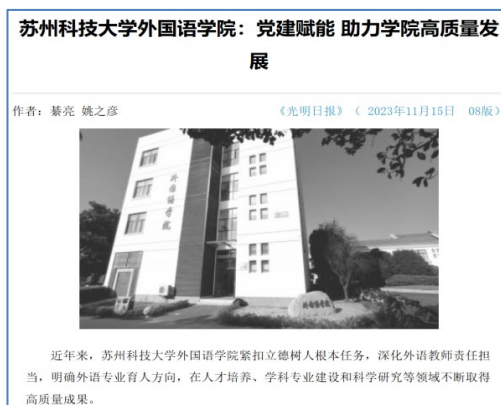 苏州科技大学外国语学院：党建赋能 助力学院高质量发
展
作者：綦亮 姚之彦
《光明日报》（ 2023年11月15日 08版）
外国语学院
外国语学院
近年来，苏州科技大学外国语学院紧扣立德树人根本任务，深化外语教师责任担
当，明确外语专业育人方向，在人才培养、学科专业建设和科学研究等领域不断取得
高质量成果。